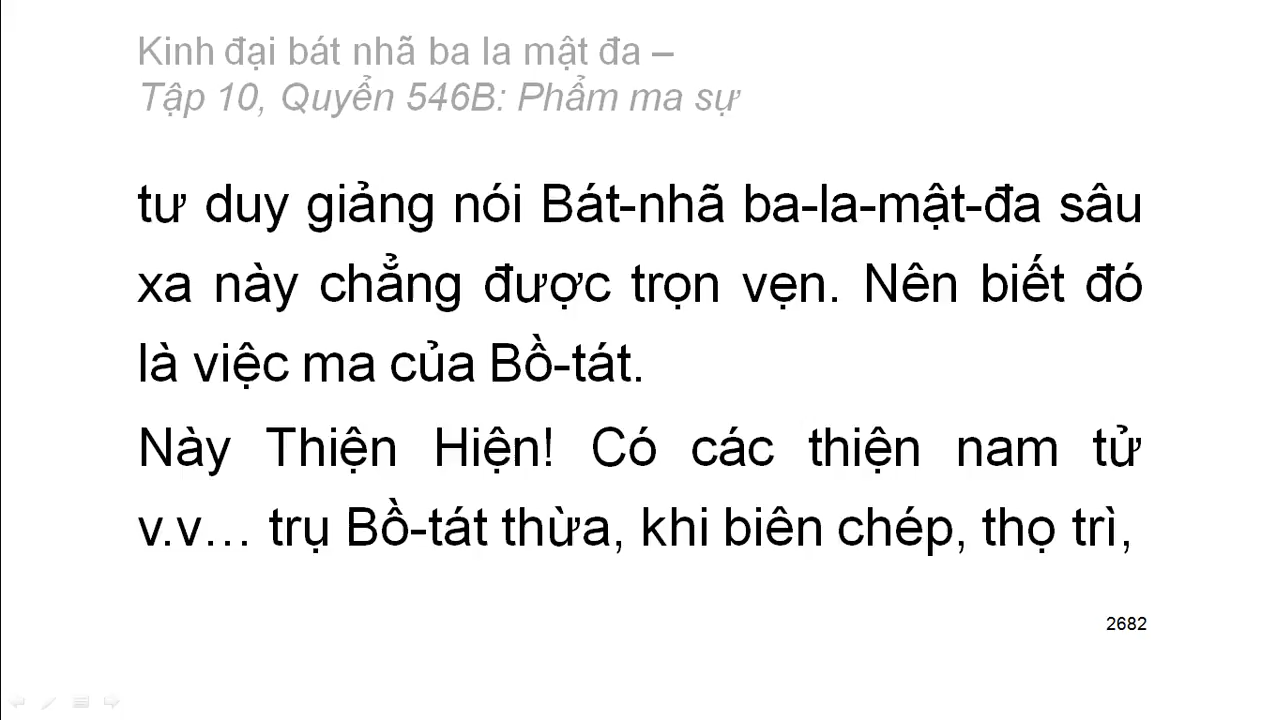 Kinh đại bát nhã ba la mật đa –
Tập 10, Quyển 546B: Phẩm ma sự
tư duy giảng nói Bát-nhã ba-la-mật-đa sâu
xa này chẳng được trọn vẹn. Nên biết đó
là việc ma của Bồ-tát.
Này Thiện Hiện! Có các thiện nam tử
v.v… trụ Bồ-tát thừa, khi biên chép, thọ trì,
2682